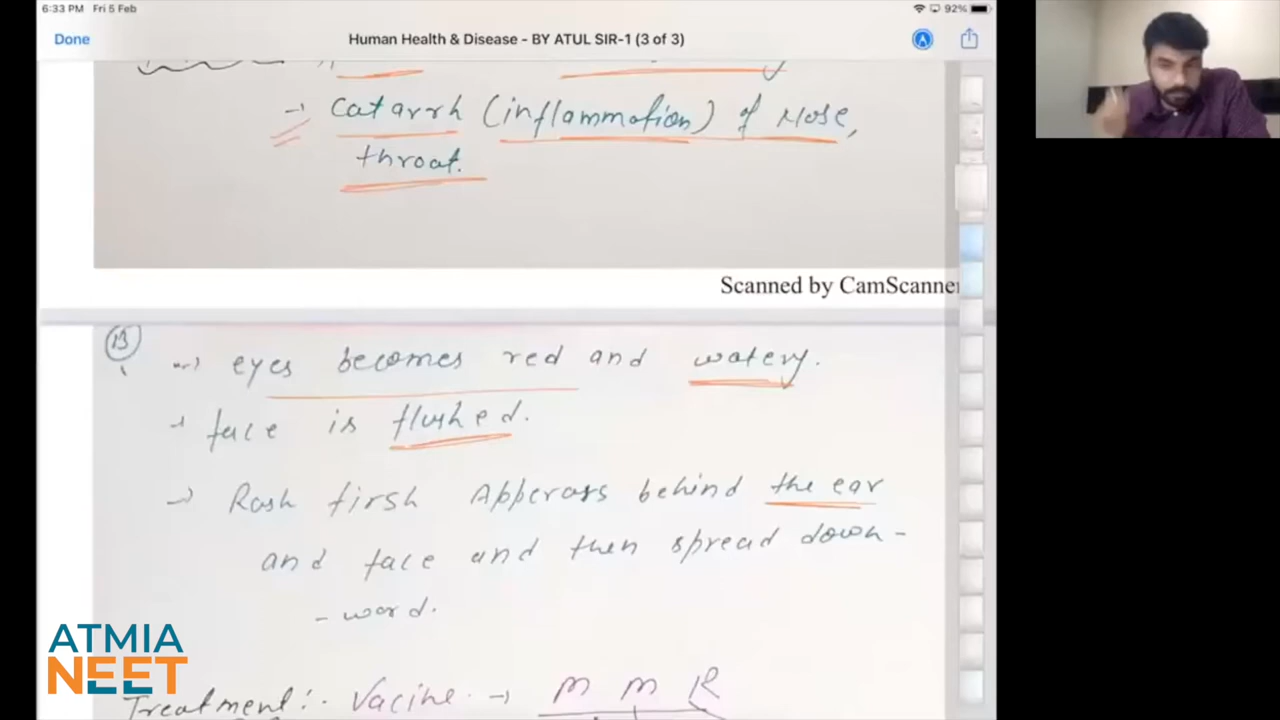 6:33 PM Fri 5 Feb
92%
Done
Human Health & Disease - BY ATUL SIR-1 (3 of 3)
→ Catarrh (inflammation) of Nose,
throat.
Scanned by CamScanner
13
→ eyes becomes red and watery.
→ face is flushed.
→ Rash firsh Apperars behind the ear
and face and then spread down-
-word.
ATMIA
NEET
Treatment:- Vacine → M M R